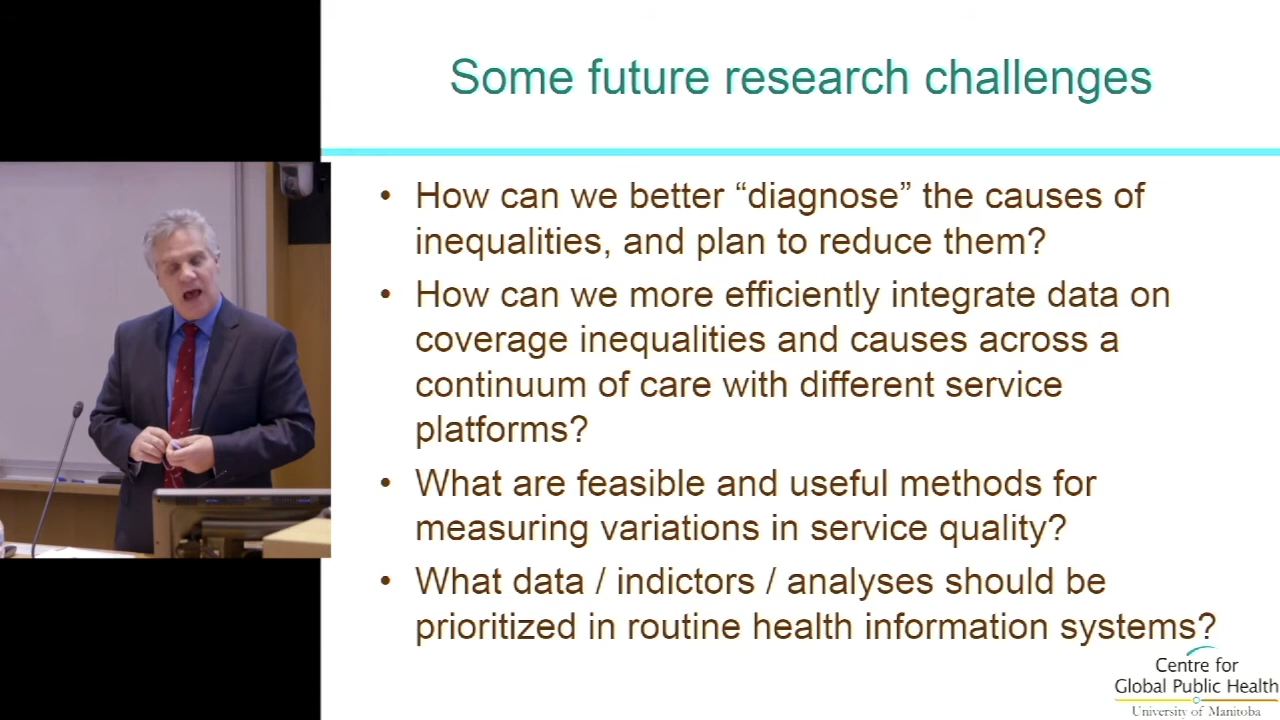 Some future research challenges
• How can we better “diagnose” the causes of
inequalities, and plan to reduce them?
• How can we more efficiently integrate data on
coverage inequalities and causes across a
continuum of care with different service
platforms?
• What are feasible and useful methods for
measuring variations in service quality?
• What data / indictors / analyses should be
prioritized in routine health information systems?
Centre for
Global Public Health
University of Manitoba